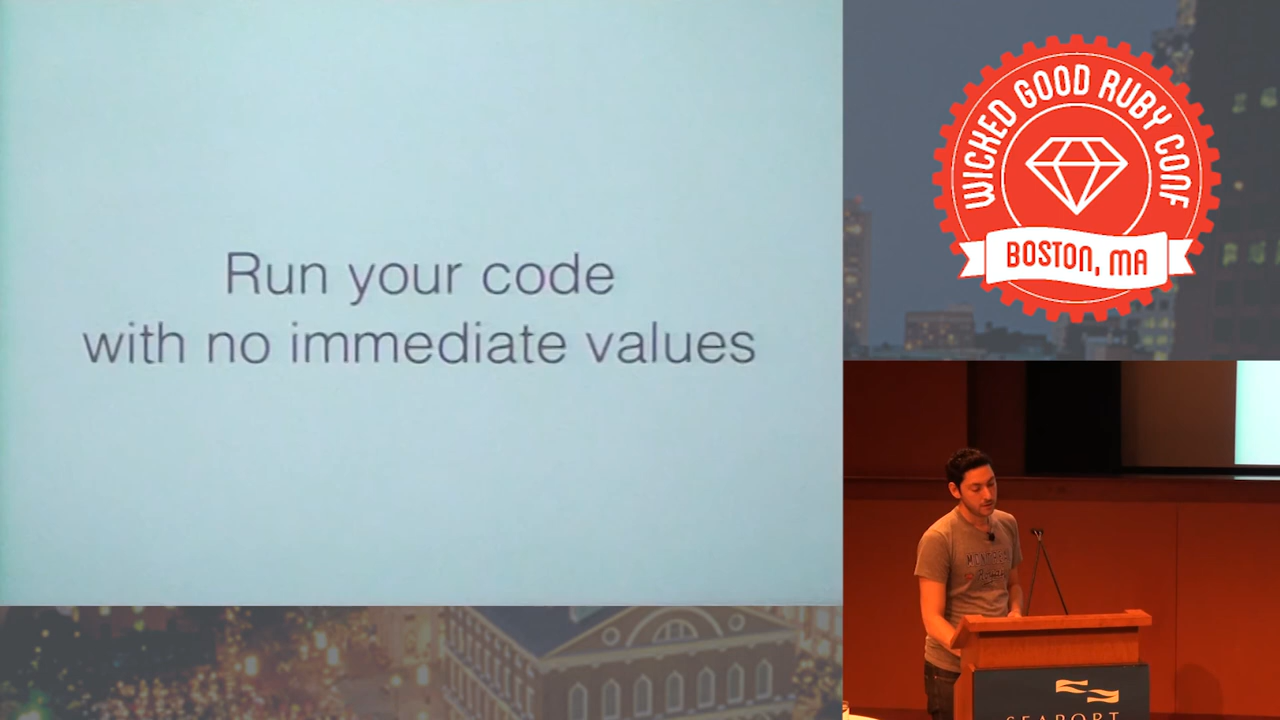 Run your code
with no immediate values
WICKED GOOD RUBY CONF
BOSTON, MA
SEAPORT